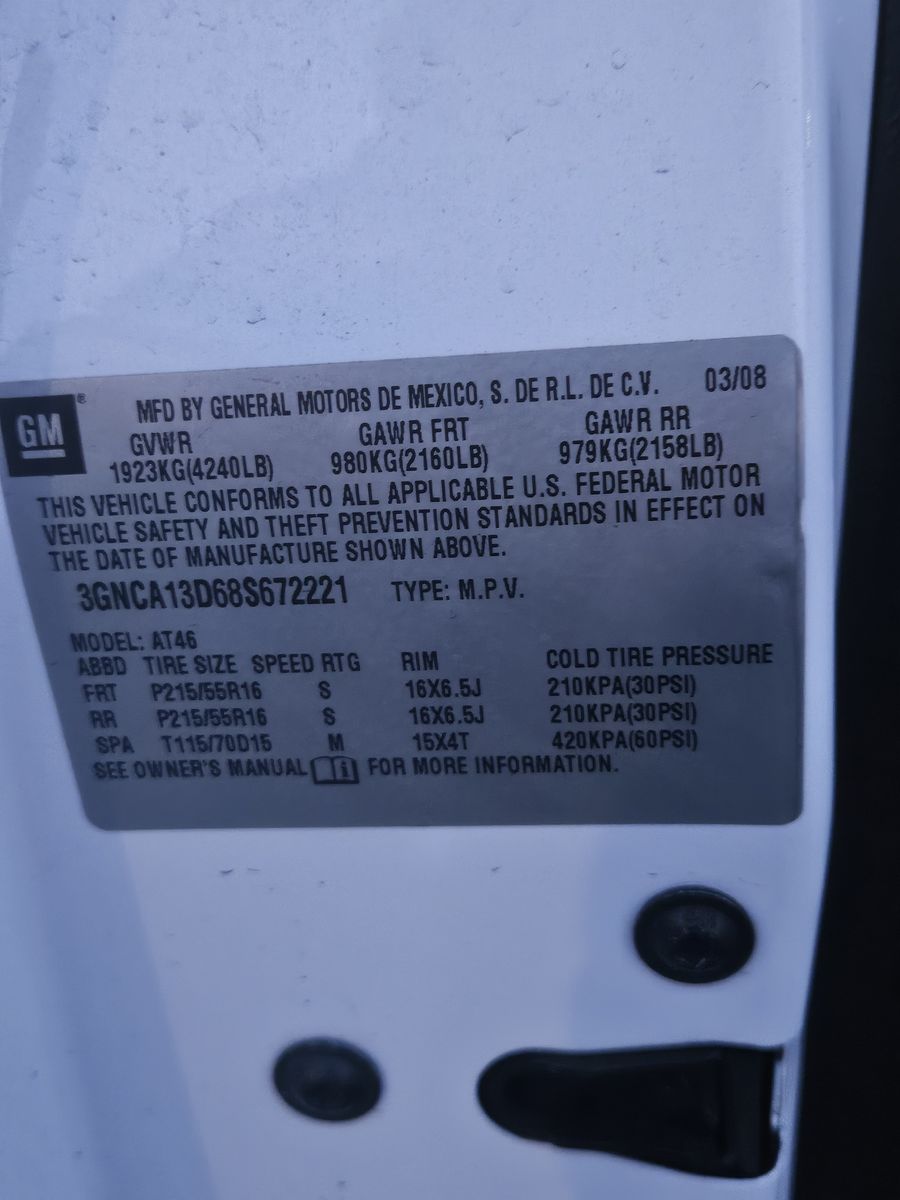 GM®
MFD BY GENERAL MOTORS DE MEXICO, S. DE R.L. DE C.V. 03/08
GVWR GAWR FRT GAWR RR
1923KG(4240LB) 980KG(2160LB) 979KG(2158LB)
THIS VEHICLE CONFORMS TO ALL APPLICABLE U.S. FEDERAL MOTOR
VEHICLE SAFETY AND THEFT PREVENTION STANDARDS IN EFFECT ON
THE DATE OF MANUFACTURE SHOWN ABOVE.
3GNCA13D68S672221 TYPE: M.P.V.
MODEL: AT46
ABBD TIRE SIZE SPEED RTG RIM COLD TIRE PRESSURE
FRT P215/55R16 S 16X6.5J 210KPA(30PSI)
RR P215/55R16 S 16X6.5J 210KPA(30PSI)
SPA T115/70D15 M 15X4T 420KPA(60PSI)
SEE OWNER'S MANUAL i FOR MORE INFORMATION.